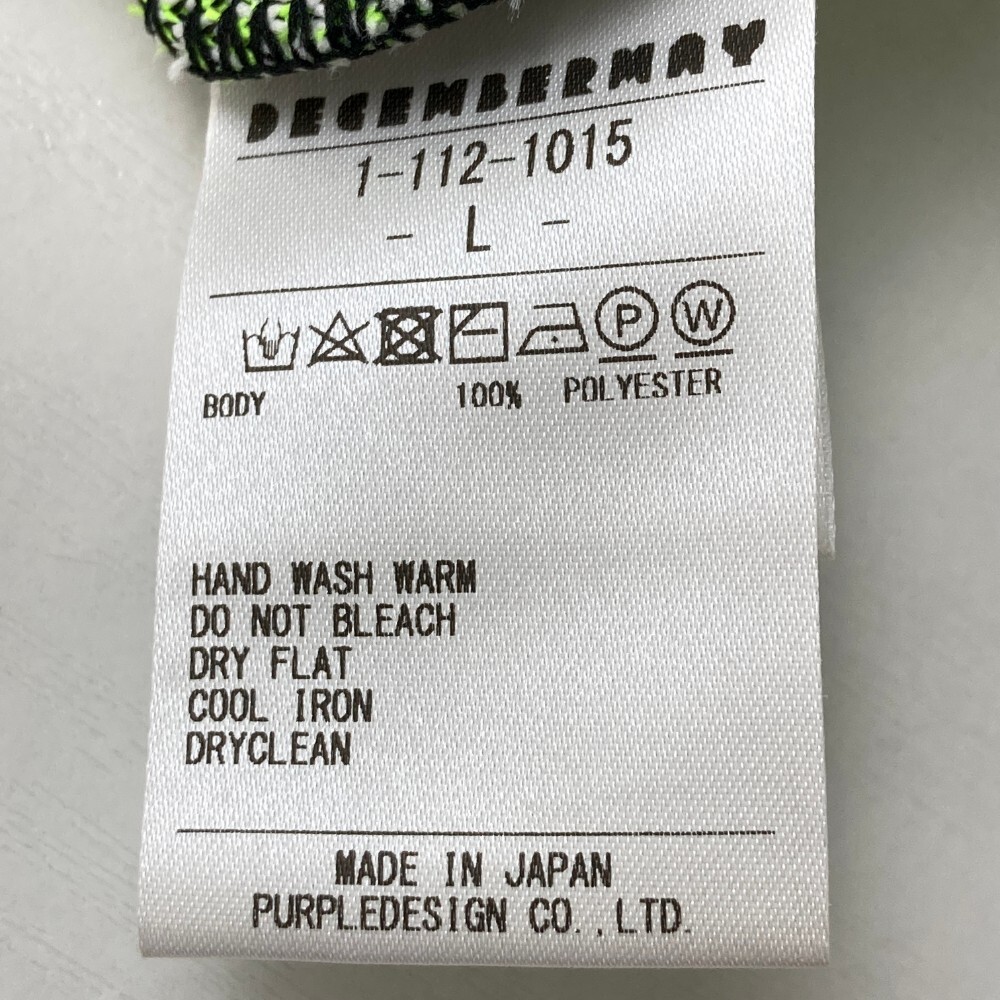 DECEMBERMAY
1-112-1015
- L -
P W
BODY 100% POLYESTER
HAND WASH WARM
DO NOT BLEACH
DRY FLAT
COOL IRON
DRYCLEAN
MADE IN JAPAN
PURPLEDESIGN CO.,LTD.